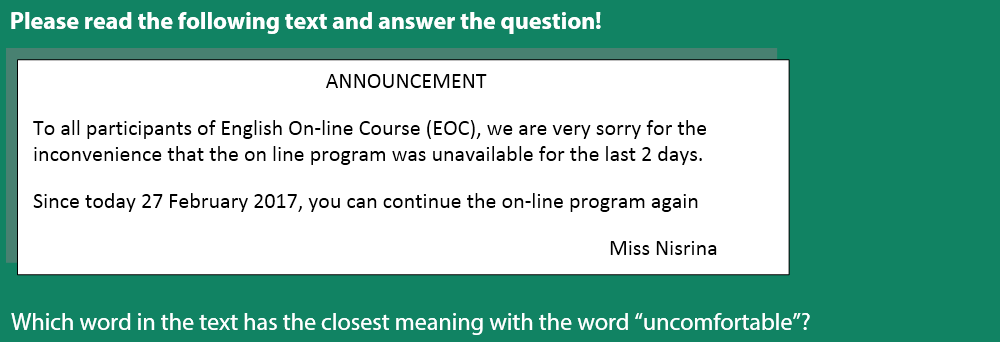 Please read the following text and answer the question!
ANNOUNCEMENT
To all participants of English On-line Course (EOC), we are very sorry for the
inconvenience that the on line program was unavailable for the last 2 days.
Since today 27 February 2017, you can continue the on-line program again
Miss Nisrina
Which word in the text has the closest meaning with the word “uncomfortable”?